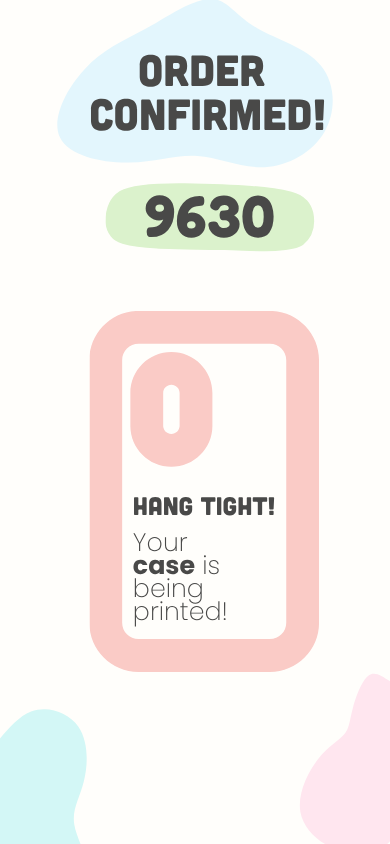 ORDER
CONFIRMED!
9630
HANG TIGHT!
Your
case is
being
printed!